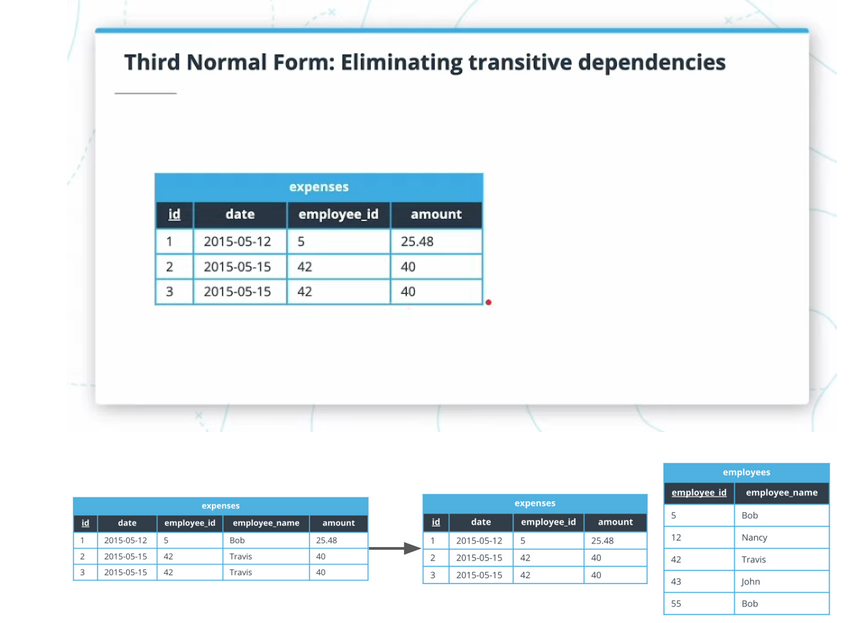 Third Normal Form: Eliminating transitive dependencies
expenses
id date employee_id amount
1 2015-05-12 5 25.48
2 2015-05-15 42 40
3 2015-05-15 42 40
expenses
id date employee_id employee_name amount
1 2015-05-12 5 Bob 25.48
2 2015-05-15 42 Travis 40
3 2015-05-15 42 Travis 40
expenses
id date employee_id amount
1 2015-05-12 5 25.48
2 2015-05-15 42 40
3 2015-05-15 42 40
employees
employee_id employee_name
5 Bob
12 Nancy
42 Travis
43 John
55 Bob